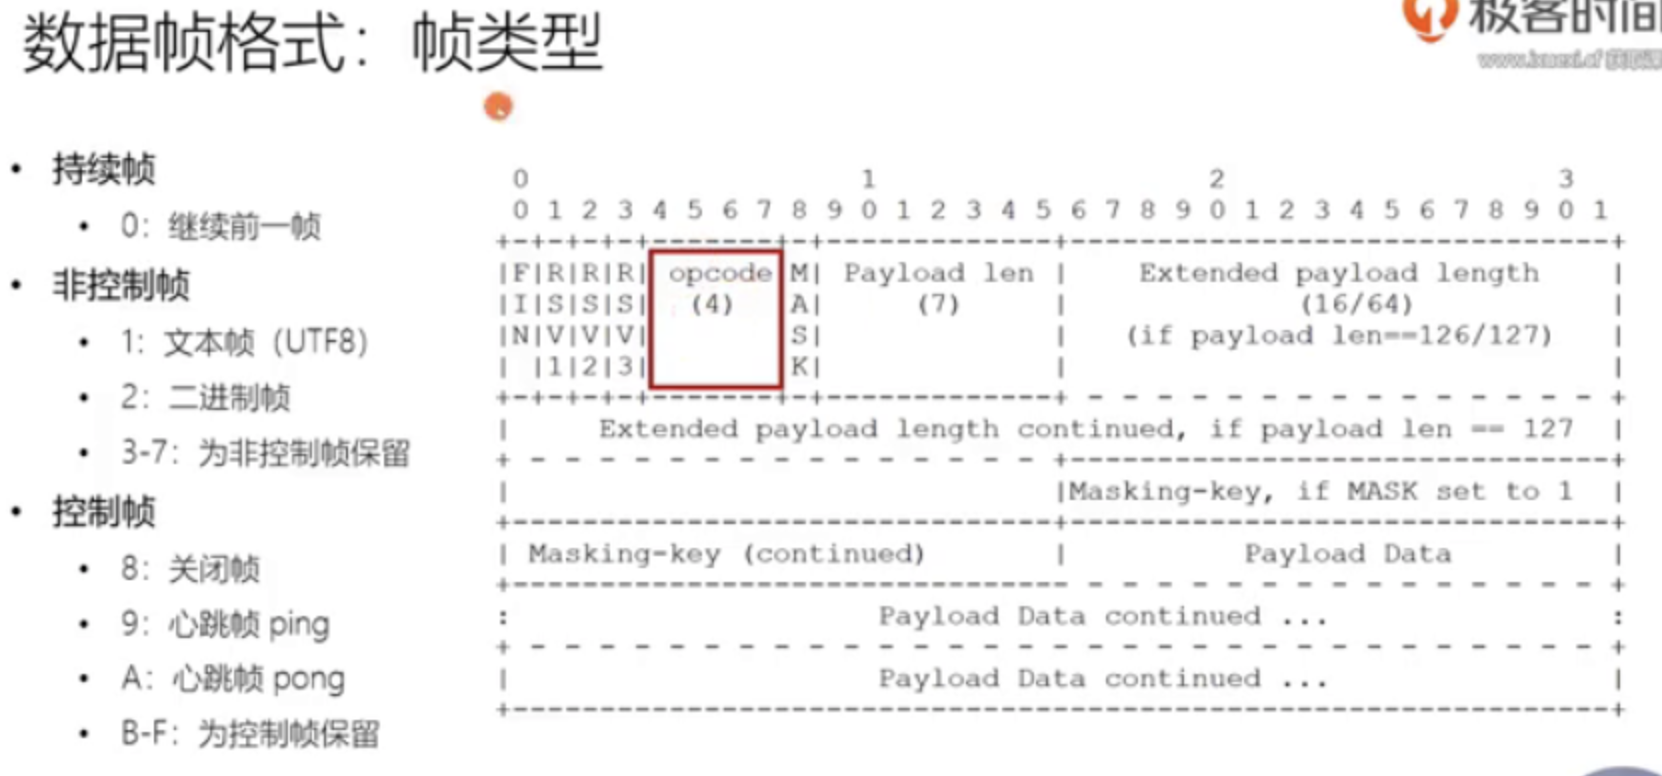 数据帧格式：帧类型
极客时间
• 持续帧
• 0：继续前一帧
• 非控制帧
• 1：文本帧（UTF8）
• 2：二进制帧
• 3-7：为非控制帧保留
• 控制帧
• 8：关闭帧
• 9：心跳帧 ping
• A：心跳帧 pong
• B-F：为控制帧保留
0 1 2 3
0 1 2 3 4 5 6 7 8 9 0 1 2 3 4 5 6 7 8 9 0 1 2 3 4 5 6 7 8 9 0 1
+-+-+-+-+-------+-+-------------+-------------------------------+
|F|R|R|R| opcode|M| Payload len | Extended payload length |
|I|S|S|S| (4) |A| (7) | (16/64) |
|N|V|V|V| |S| | (if payload len==126/127) |
| |1|2|3| |K| | |
+-+-+-+-+-------+-+-------------+ - - - - - - - - - - - - - - - +
| Extended payload length continued, if payload len == 127 |
+ - - - - - - - - - - - - - - - +-------------------------------+
| |Masking-key, if MASK set to 1 |
+-------------------------------+-------------------------------+
| Masking-key (continued) | Payload Data |
+-------------------------------- - - - - - - - - - - - - - - - +
: Payload Data continued ... :
+ - - - - - - - - - - - - - - - - - - - - - - - - - - - - - - - +
| Payload Data continued ... |
+---------------------------------------------------------------+